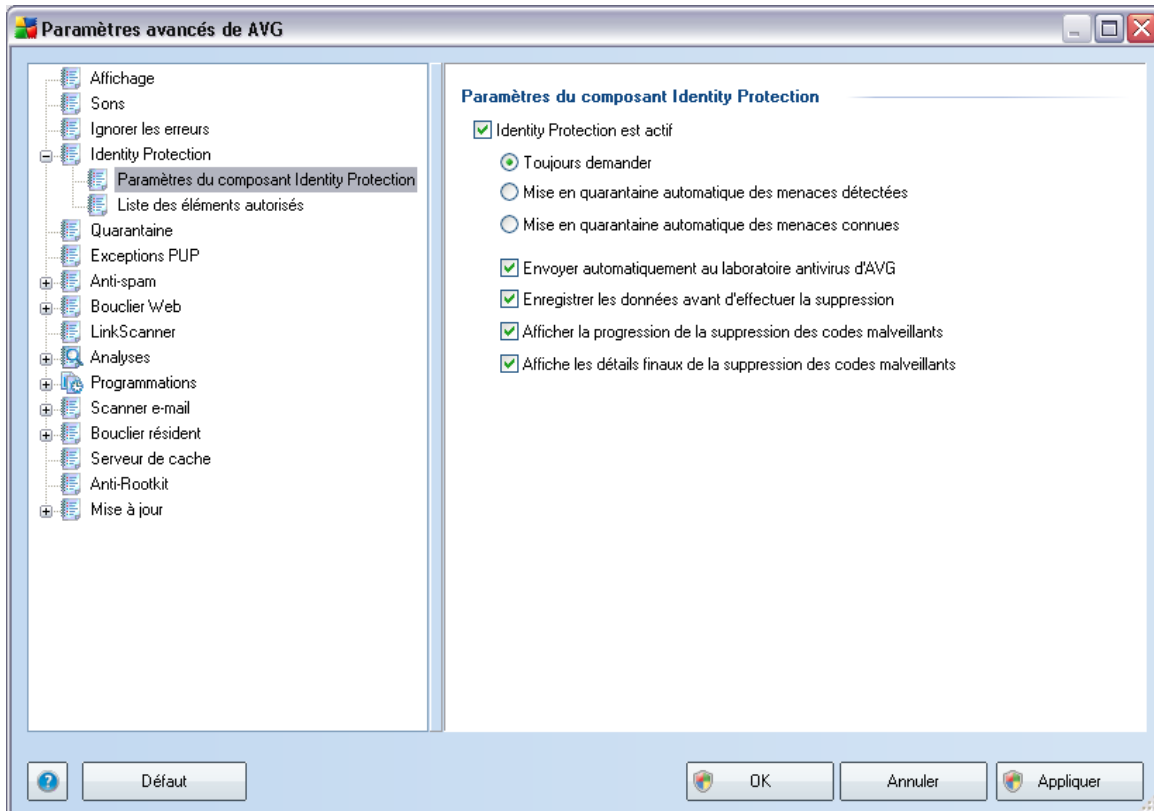 Paramètres avancés de AVG
Affichage
Sons
Ignorer les erreurs
Identity Protection
Paramètres du composant Identity Protection
Liste des éléments autorisés
Quarantaine
Exceptions PUP
Anti-spam
Bouclier Web
LinkScanner
Analyses
Programmations
Scanner e-mail
Bouclier résident
Serveur de cache
Anti-Rootkit
Mise à jour
Paramètres du composant Identity Protection
Identity Protection est actif
Toujours demander
Mise en quarantaine automatique des menaces détectées
Mise en quarantaine automatique des menaces connues
Envoyer automatiquement au laboratoire antivirus d'AVG
Enregistrer les données avant d'effectuer la suppression
Afficher la progression de la suppression des codes malveillants
Affiche les détails finaux de la suppression des codes malveillants
?
Défaut
OK
Annuler
Appliquer